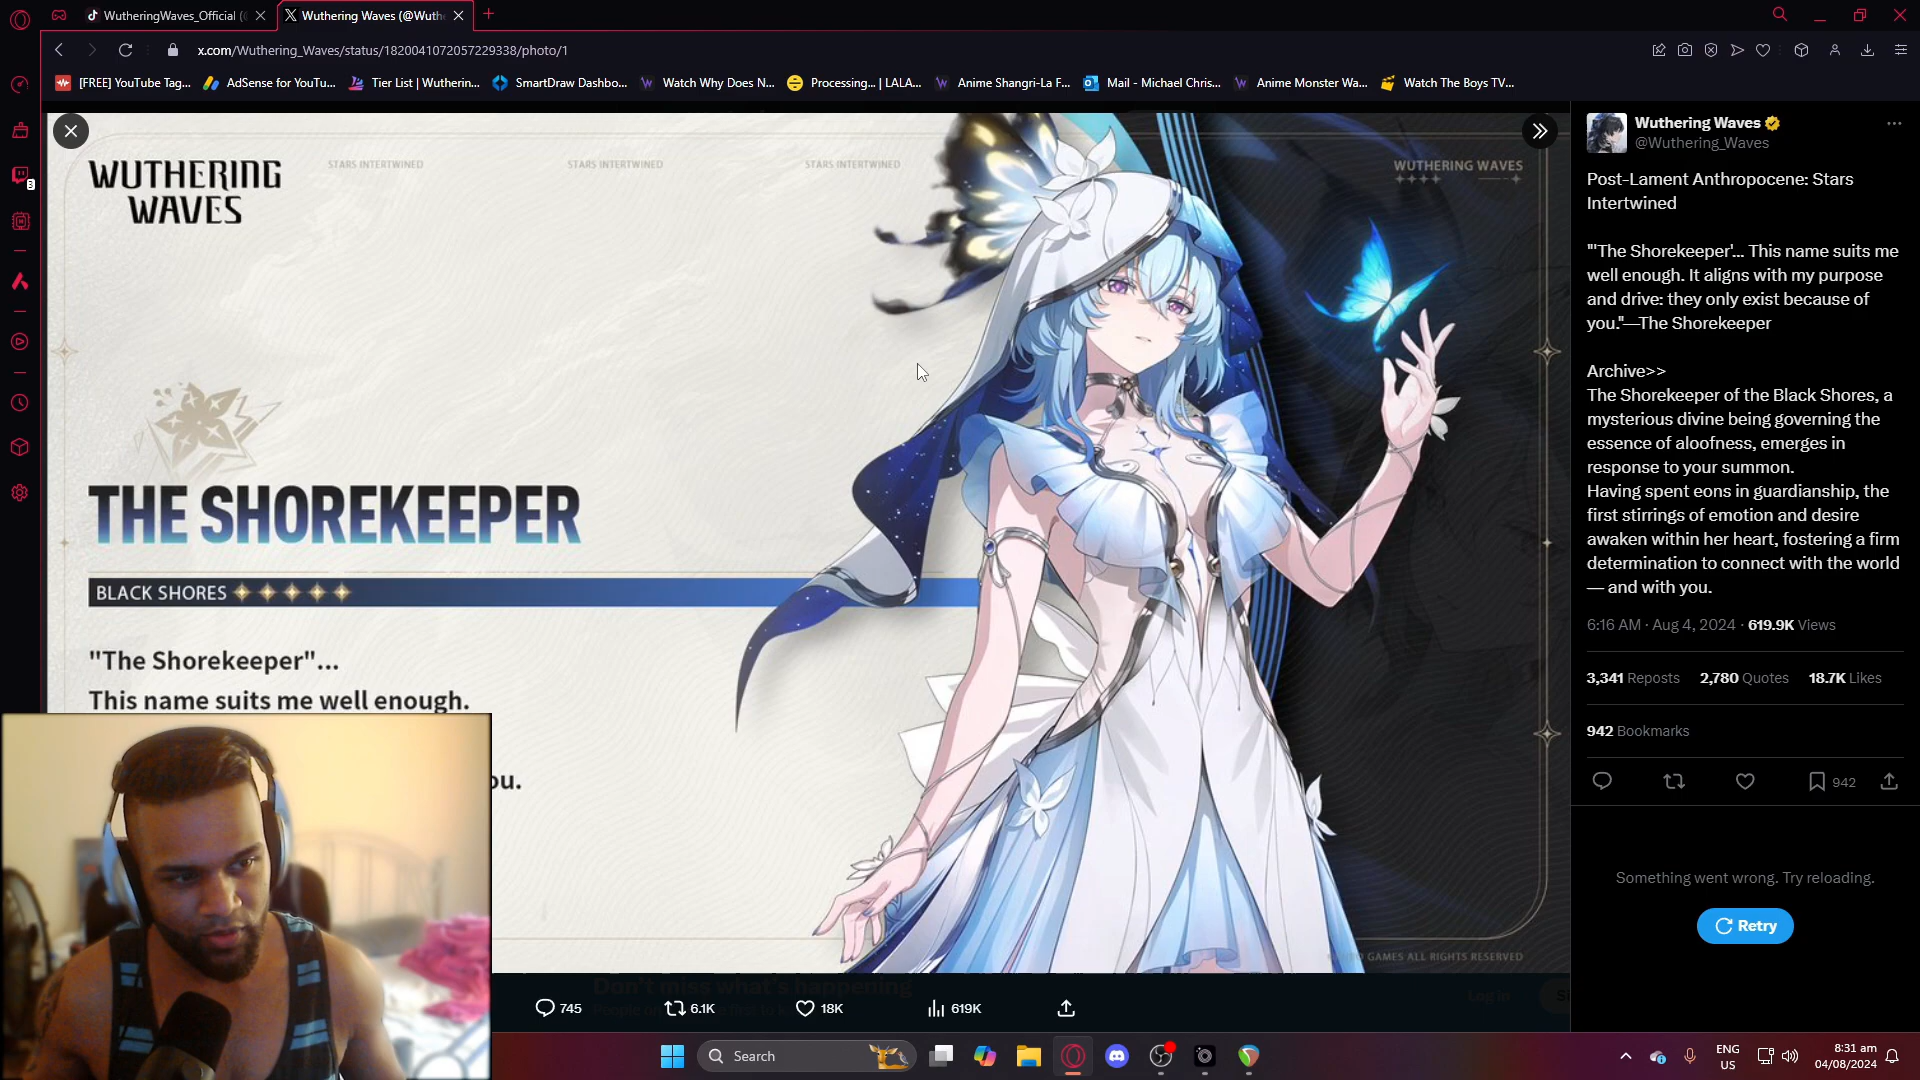 WutheringWaves_Official (
Wuthering Waves (@Wuth
x.com/Wuthering_Waves/status/1820041072057229338/photo/1
[FREE] YouTube Tag...
AdSense for YouTu...
Tier List | Wutherin...
SmartDraw Dashbo...
Watch Why Does N...
Processing... | LALA...
Anime Shangri-La F...
Mail - Michael Chris...
Anime Monster Wa...
Watch The Boys TV...
3
WUTHERING
WAVES
STARS INTERTWINED
STARS INTERTWINED
STARS INTERTWINED
WUTHERING WAVES
THE SHOREKEEPER
BLACK SHORES
"The Shorekeeper"...
This name suits me well enough.
ou.
GAMES ALL RIGHTS RESERVED
Wuthering Waves
@Wuthering_Waves
Post-Lament Anthropocene: Stars
Intertwined
"'The Shorekeeper'... This name suits me
well enough. It aligns with my purpose
and drive: they only exist because of
you."—The Shorekeeper
Archive>>
The Shorekeeper of the Black Shores, a
mysterious divine being governing the
essence of aloofness, emerges in
response to your summon.
Having spent eons in guardianship, the
first stirrings of emotion and desire
awaken within her heart, fostering a firm
determination to connect with the world
— and with you.
6:16 AM · Aug 4, 2024 · 619.9K Views
3,341 Reposts 2,780 Quotes 18.7K Likes
942 Bookmarks
942
Something went wrong. Try reloading.
Retry
Don't miss what's happening
Log in
745
6.1K
18K
619K
Search
ENG
US
8:31 am
04/08/2024